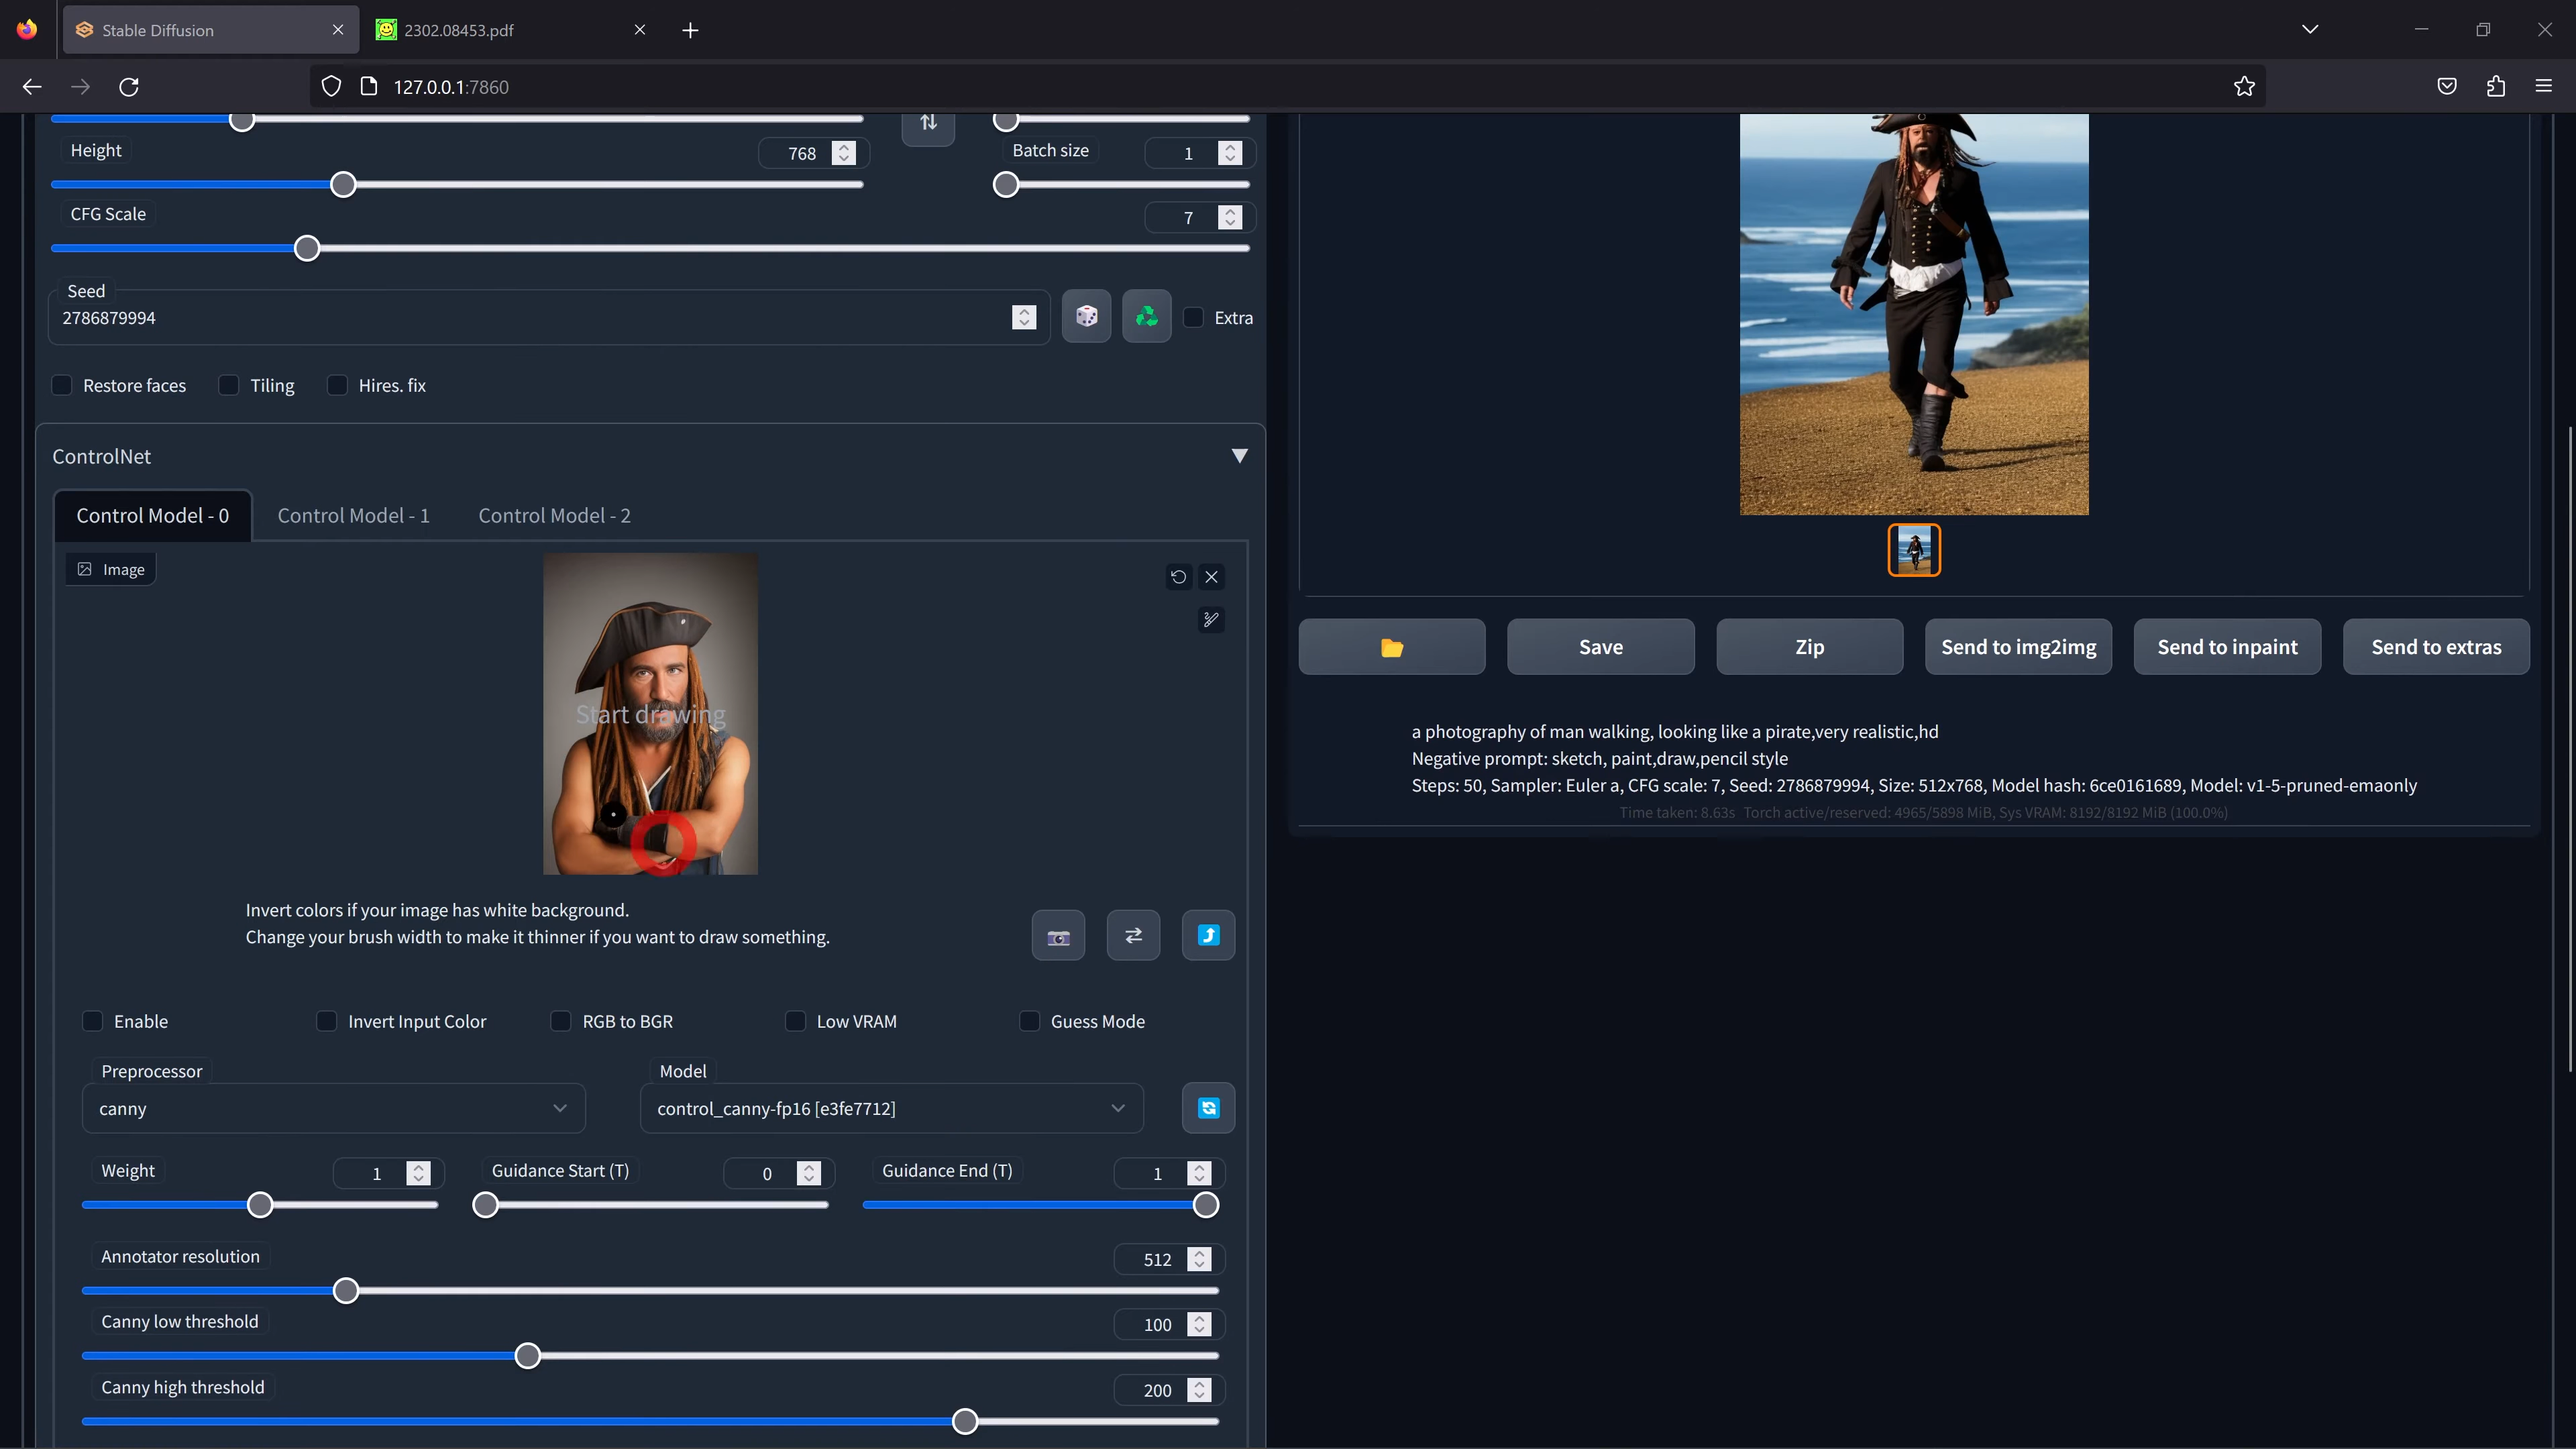 Stable Diffusion
2302.08453.pdf
127.0.0.1:7860
Height
768
Batch size
1
CFG Scale
7
Seed
2786879994
Extra
Restore faces
Tiling
Hires. fix
ControlNet
Control Model - 0
Control Model - 1
Control Model - 2
Image
Start drawing
Invert colors if your image has white background.
Change your brush width to make it thinner if you want to draw something.
Enable
Invert Input Color
RGB to BGR
Low VRAM
Guess Mode
Preprocessor
canny
Model
control_canny-fp16 [e3fe7712]
Weight
1
Guidance Start (T)
0
Guidance End (T)
1
Annotator resolution
512
Canny low threshold
100
Canny high threshold
200
Save
Zip
Send to img2img
Send to inpaint
Send to extras
a photography of man walking, looking like a pirate,very realistic,hd
Negative prompt: sketch, paint,draw,pencil style
Steps: 50, Sampler: Euler a, CFG scale: 7, Seed: 2786879994, Size: 512x768, Model hash: 6ce0161689, Model: v1-5-pruned-emaonly
Time taken: 8.63s Torch active/reserved: 4965/5898 MiB, Sys VRAM: 8192/8192 MiB (100.0%)